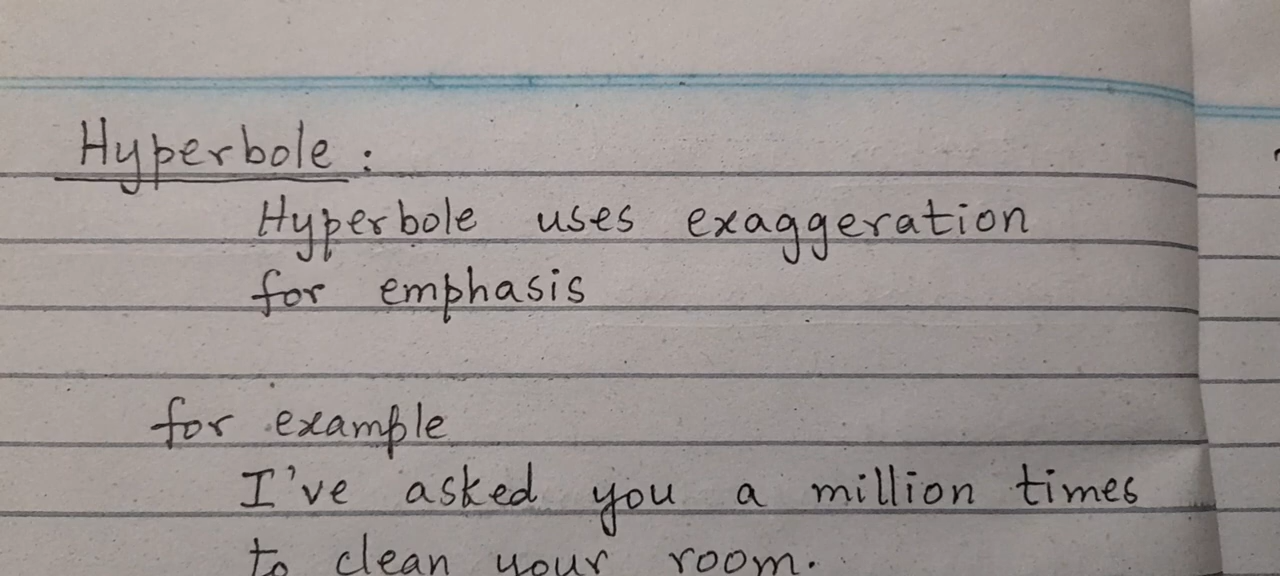 Hyperbole :
Hyperbole uses exaggeration
for emphasis
for example
I've asked you a million times
to clean your room.